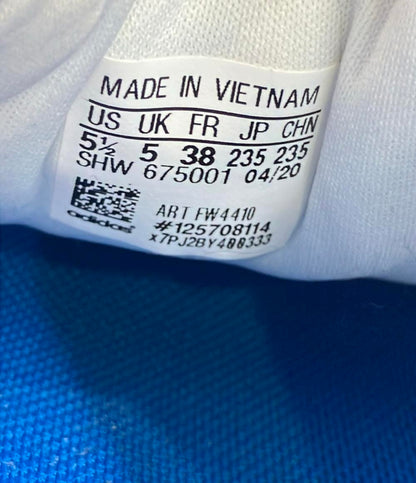 MADE IN VIETNAM
US UK FR JP CHN
5½ 5 38 235 235
SHW 675001 04/20
ART FW4410
#125708114
x7PJ2BY400333
adidas